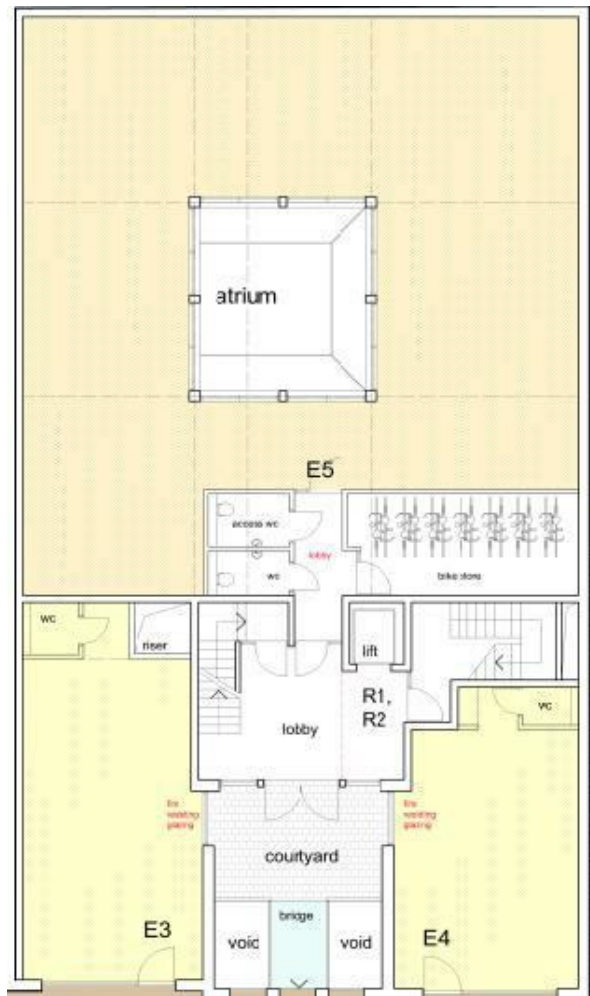 atrium
E5
access wc
lobby
wc
bike store
wc
riser
lift
R1,
R2
lobby
wc
fire
resisting
glazing
fire
resisting
glazing
courtyard
bridge
E3
void
void
E4